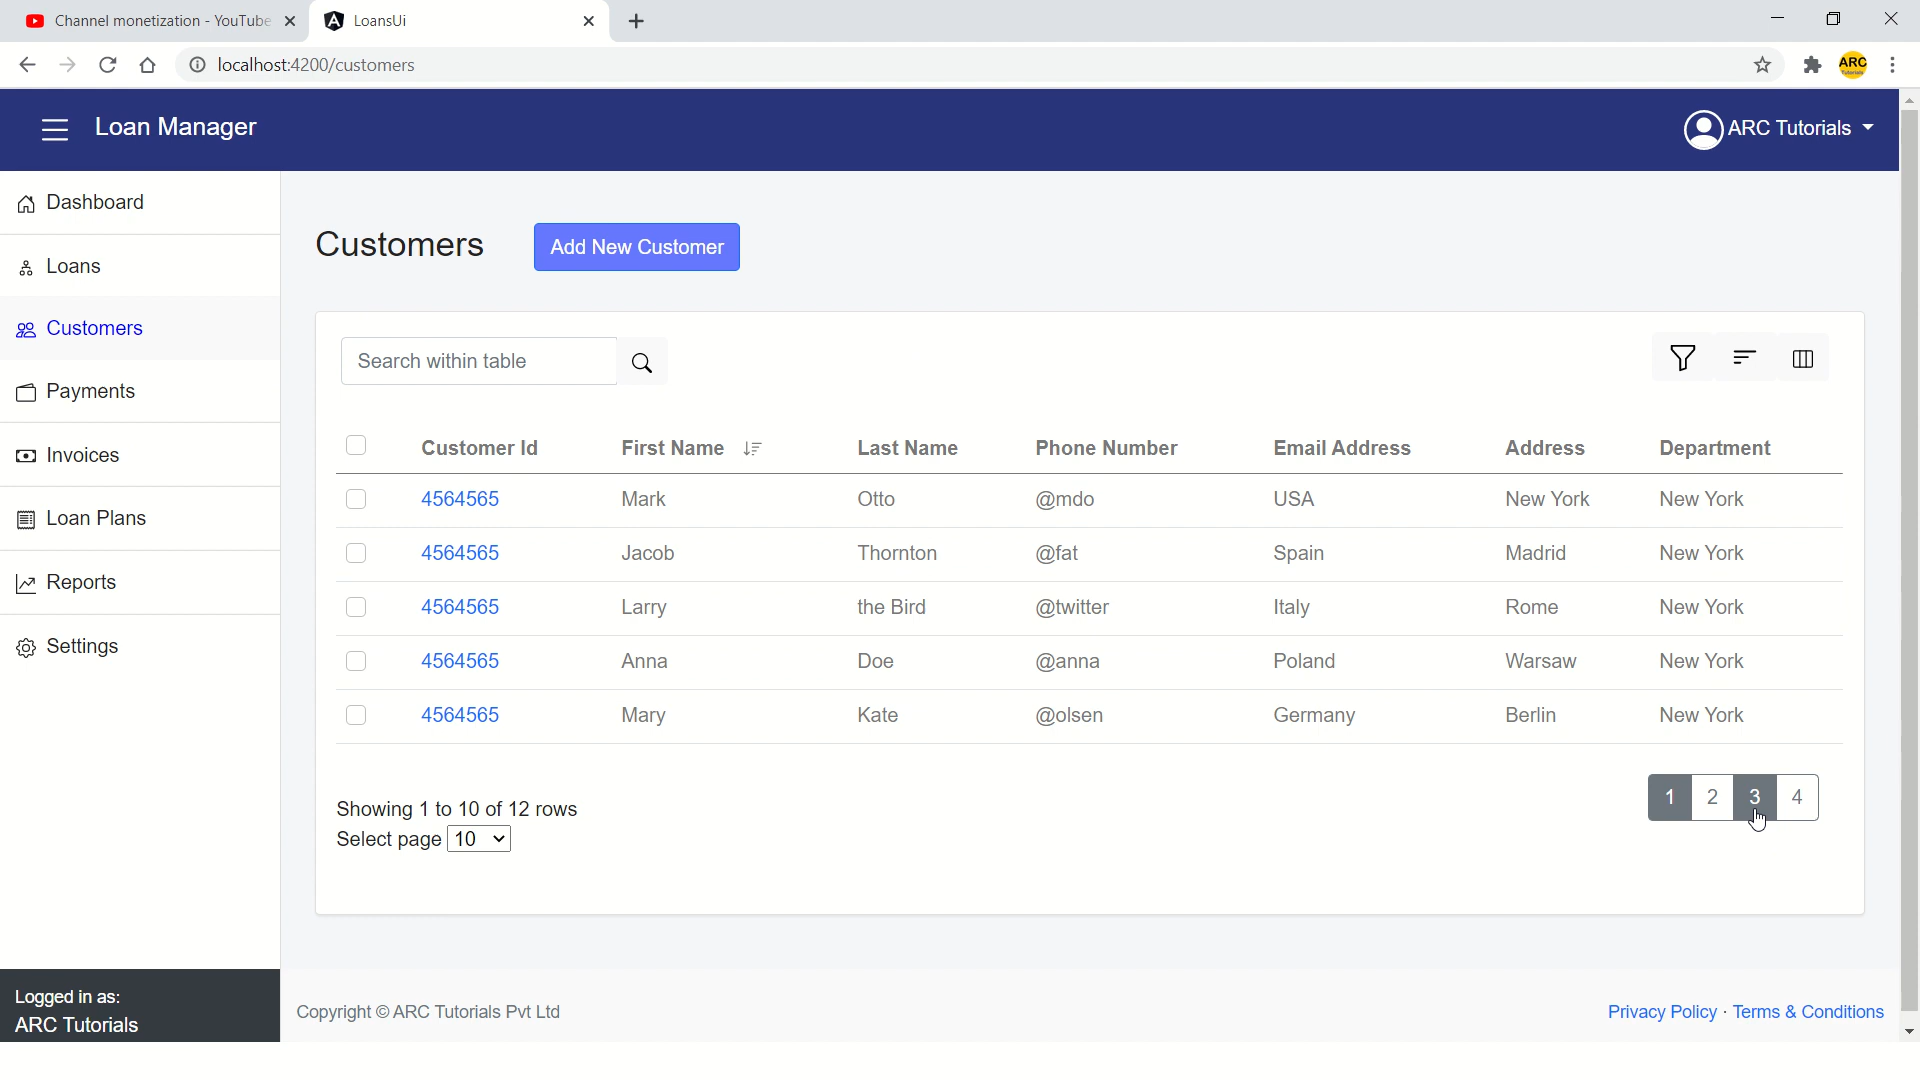 Channel monetization - YouTube
LoansUi
localhost:4200/customers
ARC
Tutorials
Loan Manager
ARC Tutorials
Dashboard
Loans
Customers
Payments
Invoices
Loan Plans
Reports
Settings
Customers
Add New Customer
Search within table
Customer Id First Name Last Name Phone Number Email Address Address Department
4564565 Mark Otto @mdo USA New York New York
4564565 Jacob Thornton @fat Spain Madrid New York
4564565 Larry the Bird @twitter Italy Rome New York
4564565 Anna Doe @anna Poland Warsaw New York
4564565 Mary Kate @olsen Germany Berlin New York
Showing 1 to 10 of 12 rows
Select page 10
1 2 3 4
Logged in as:
ARC Tutorials
Copyright © ARC Tutorials Pvt Ltd
Privacy Policy · Terms & Conditions